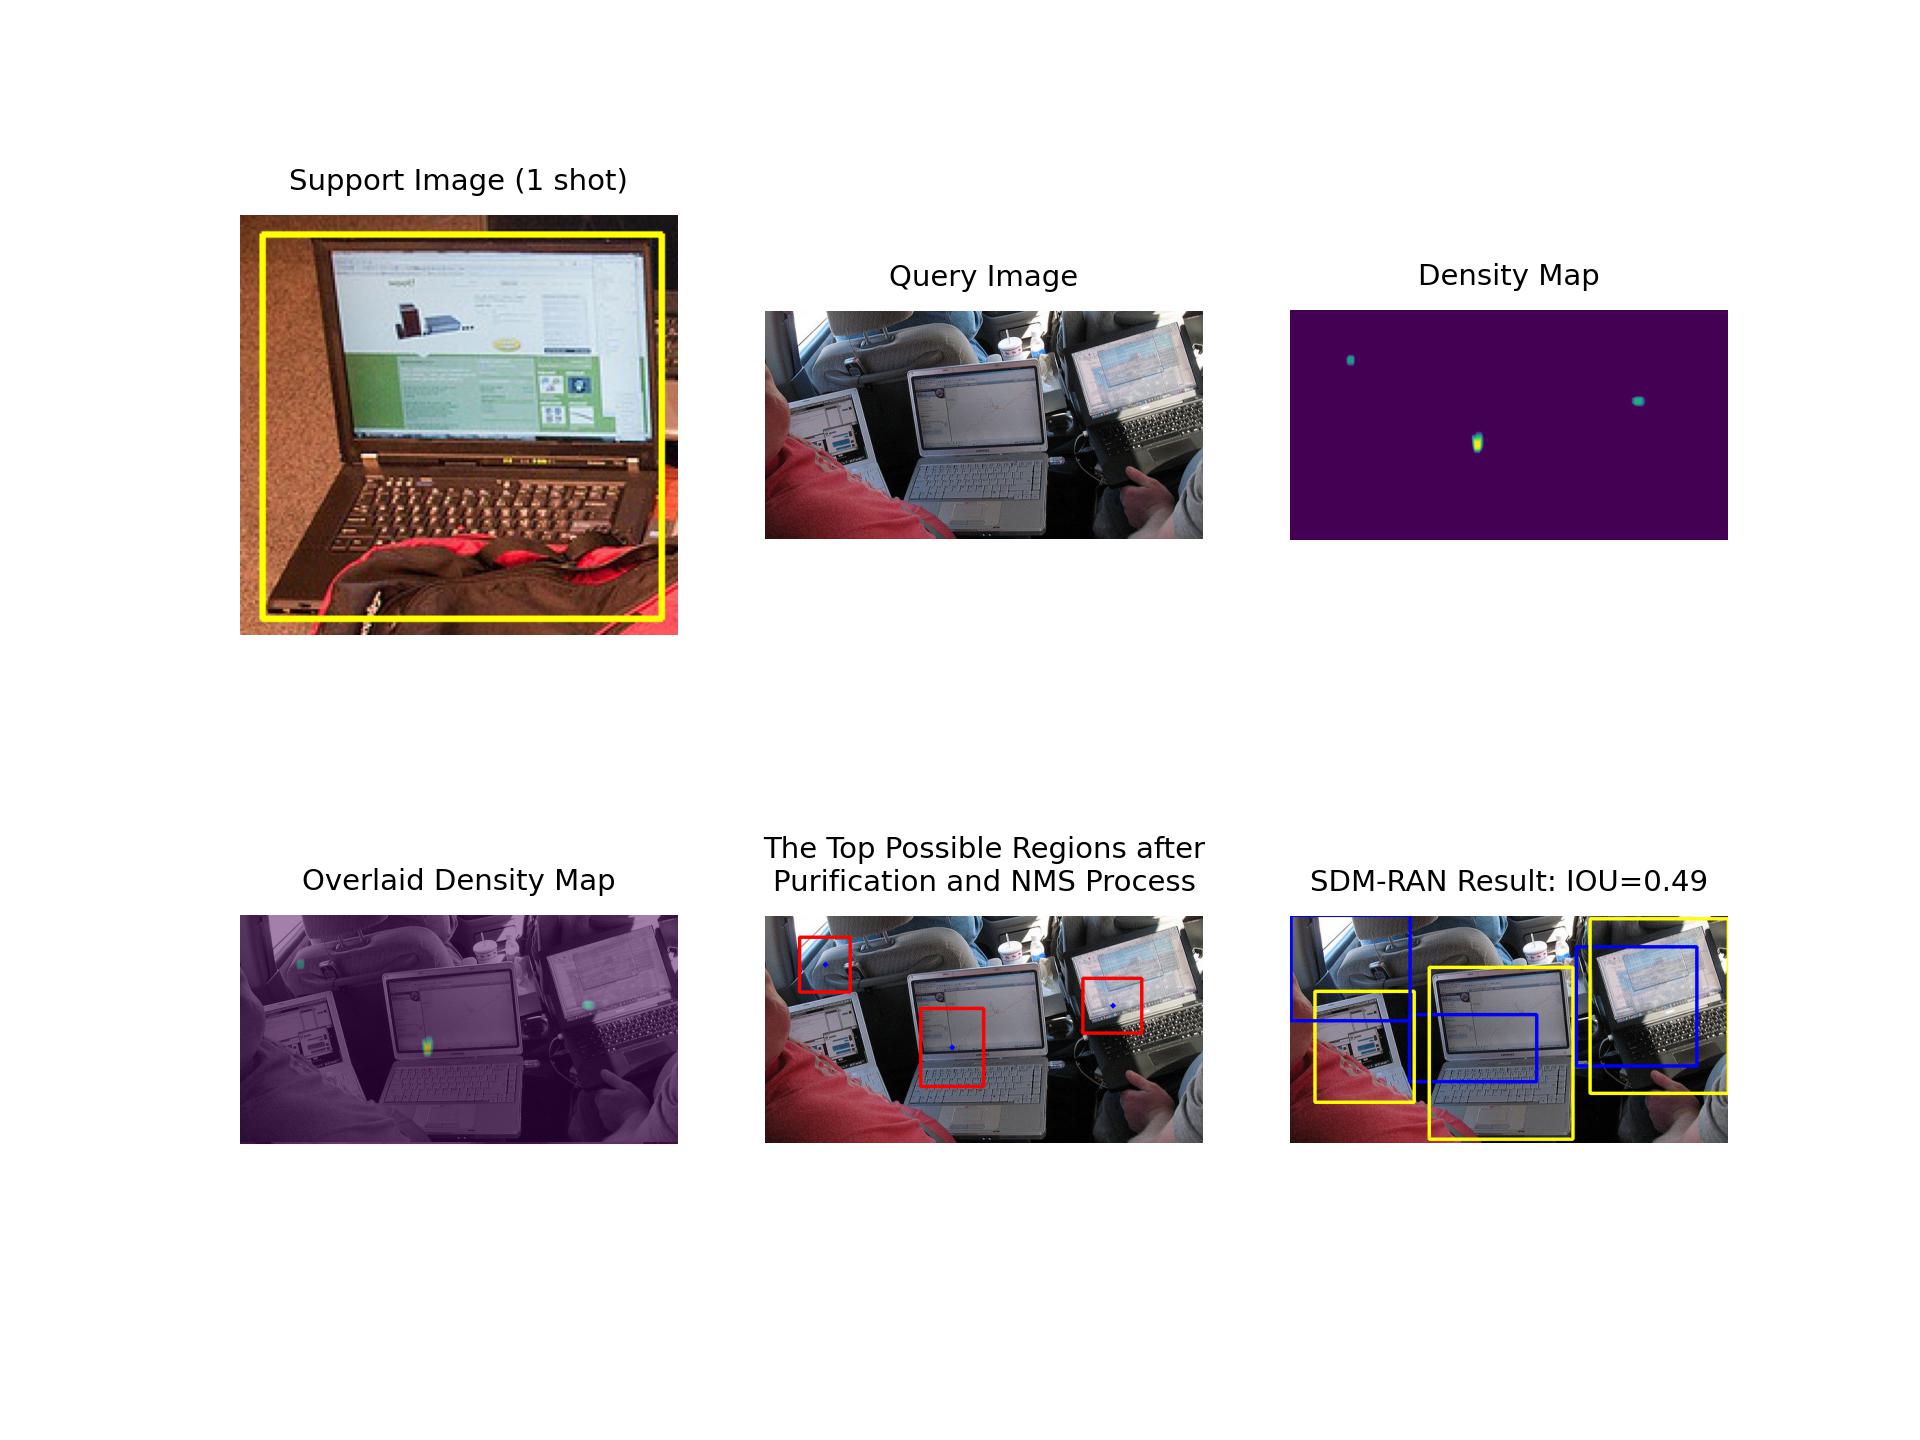 Support Image (1 shot)
Query Image
Density Map
woot!
Overlaid Density Map
The Top Possible Regions after
Purification and NMS Process
SDM-RAN Result: IOU=0.49